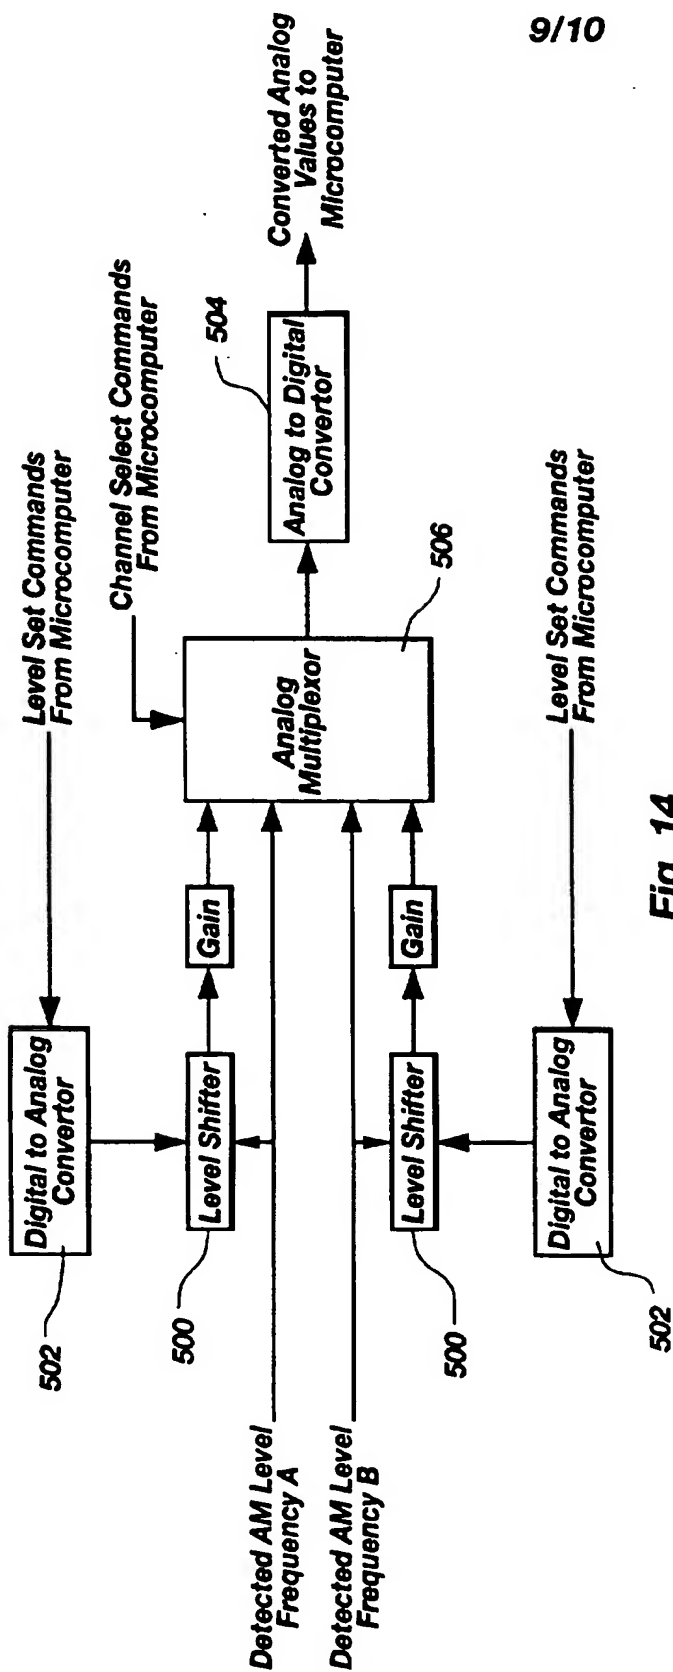 9/10
Level Set Commands
From Microcomputer
Digital to Analog
Convertor
502
Channel Select Commands
From Microcomputer
500
Level Shifter
Gain
Analog
Multiplexor
506
Analog to Digital
Convertor
504
Converted Analog
Values to
Microcomputer
Detected AM Level
Frequency A
Detected AM Level
Frequency B
500
Level Shifter
Gain
Digital to Analog
Convertor
502
Level Set Commands
From Microcomputer
Fig. 14